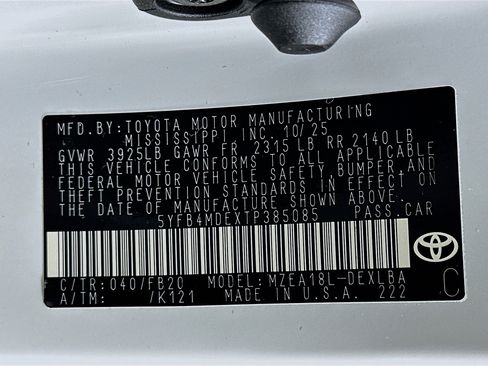 MFD.BY:TOYOTA MOTOR MANUFACTURING
MISSISSIPPI, INC. 10/25
GVWR 3925LB GAWR FR 2315 LB RR 2140 LB
THIS VEHICLE CONFORMS TO ALL APPLICABLE
FEDERAL MOTOR VEHICLE SAFETY, BUMPER, AND
THEFT PREVENTION STANDARDS IN EFFECT ON
THE DATE OF MANUFACTURE SHOWN ABOVE.
5YFB4MDEXTP385085 PASS.CAR
C/TR:040/FB20 MODEL:MZEA18L-DEXLBA
A/TM: /K121 MADE IN U.S.A. 222
TOYOTA
C